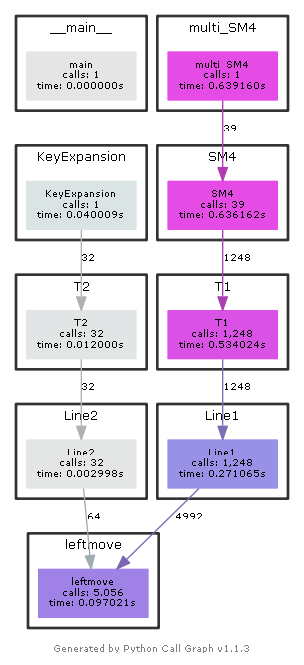 __main__
main
calls: 1
time: 0.000000s
multi_SM4
multi_SM4
calls: 1
time: 0.639160s
39
KeyExpansion
KeyExpansion
calls: 1
time: 0.040009s
SM4
SM4
calls: 39
time: 0.636162s
32
1248
T2
T2
calls: 32
time: 0.012000s
T1
T1
calls: 1,248
time: 0.534024s
32
1248
Line2
Line2
calls: 32
time: 0.002998s
Line1
Line1
calls: 1,248
time: 0.271065s
64
4992
leftmove
leftmove
calls: 5,056
time: 0.097021s
Generated by Python Call Graph v1.1.3